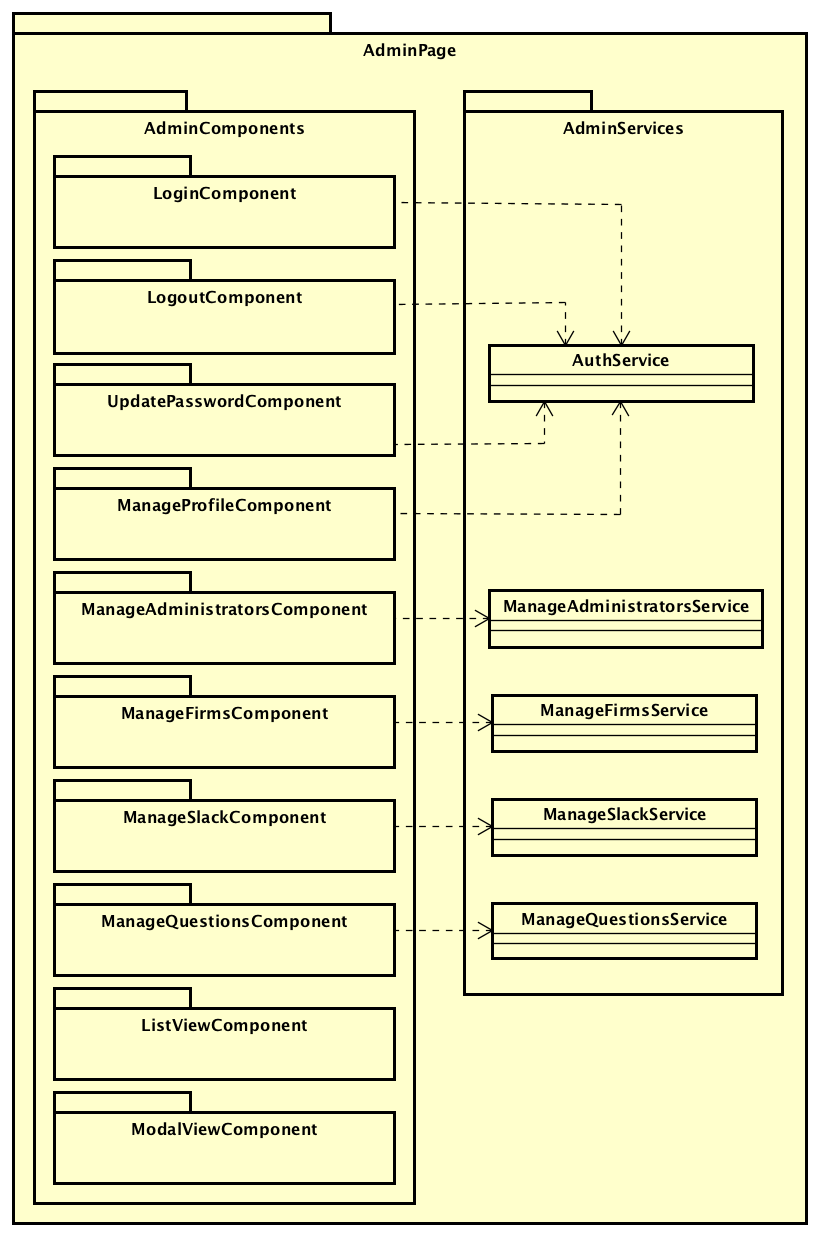 AdminPage
AdminComponents
AdminServices
LoginComponent
LogoutComponent
AuthService
UpdatePasswordComponent
ManageProfileComponent
ManageAdministratorsComponent
ManageAdministratorsService
ManageFirmsComponent
ManageFirmsService
ManageSlackComponent
ManageSlackService
ManageQuestionsComponent
ManageQuestionsService
ListViewComponent
ModalViewComponent